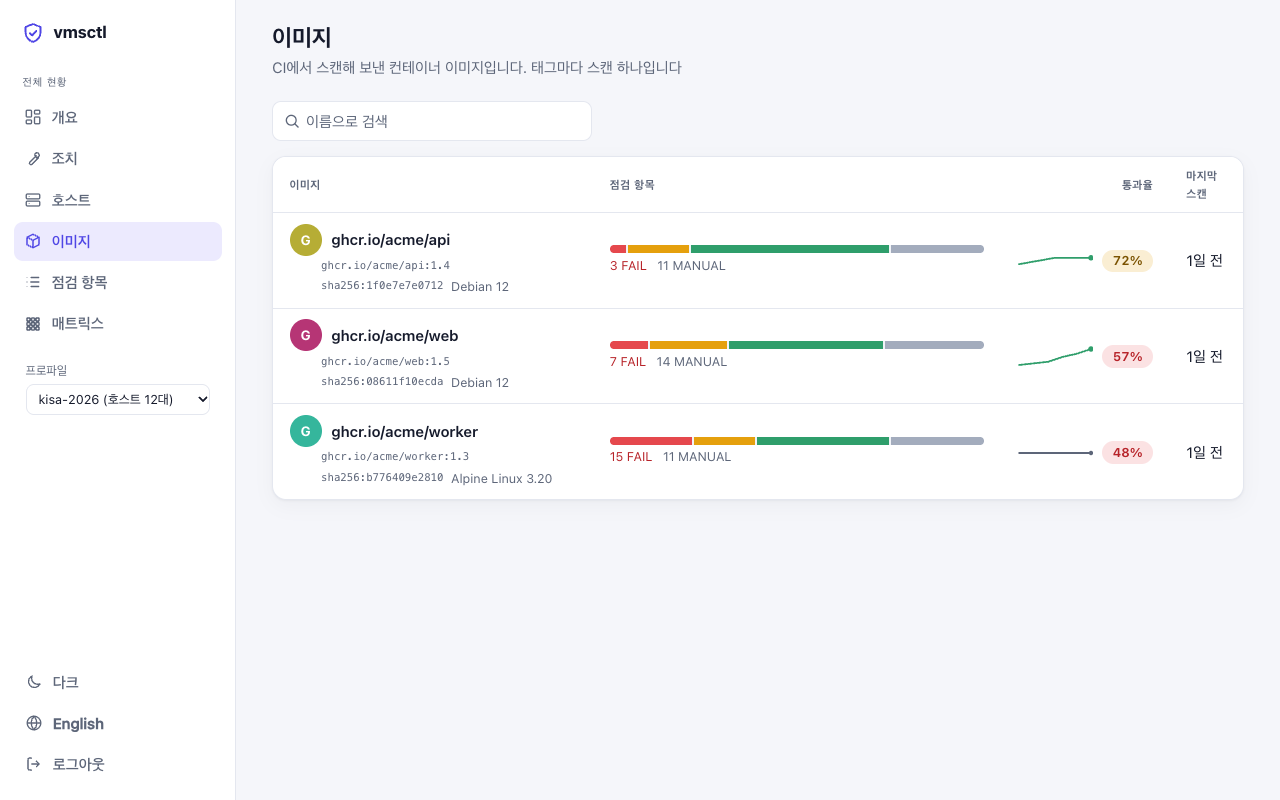 vmsctl
전체 현황
개요
조치
호스트
이미지
점검 항목
매트릭스
프로파일
kisa-2026 (호스트 12대)
다크
English
로그아웃
이미지
CI에서 스캔해 보낸 컨테이너 이미지입니다. 태그마다 스캔 하나입니다
이름으로 검색
이미지 점검 항목 통과율 마지막 스캔
G ghcr.io/acme/api
ghcr.io/acme/api:1.4
sha256:1f0e7e7e0712 Debian 12
3 FAIL 11 MANUAL
72%
1일 전
G ghcr.io/acme/web
ghcr.io/acme/web:1.5
sha256:08611f10ecda Debian 12
7 FAIL 14 MANUAL
57%
1일 전
G ghcr.io/acme/worker
ghcr.io/acme/worker:1.3
sha256:b776409e2810 Alpine Linux 3.20
15 FAIL 11 MANUAL
48%
1일 전